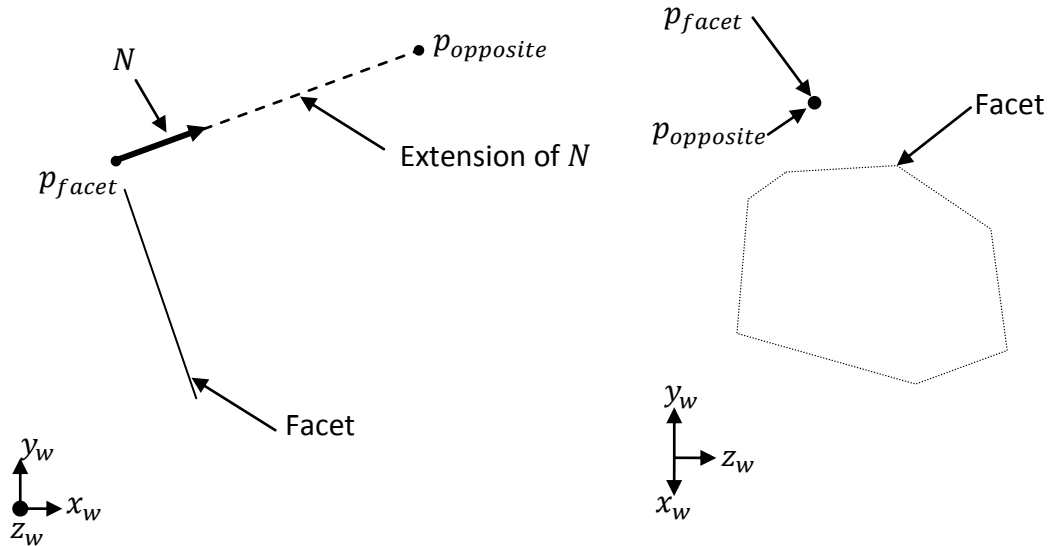 N
p_opposite
Extension of N
p_facet
Facet
y_w
x_w
z_w
p_facet
Facet
p_opposite
y_w
z_w
x_w